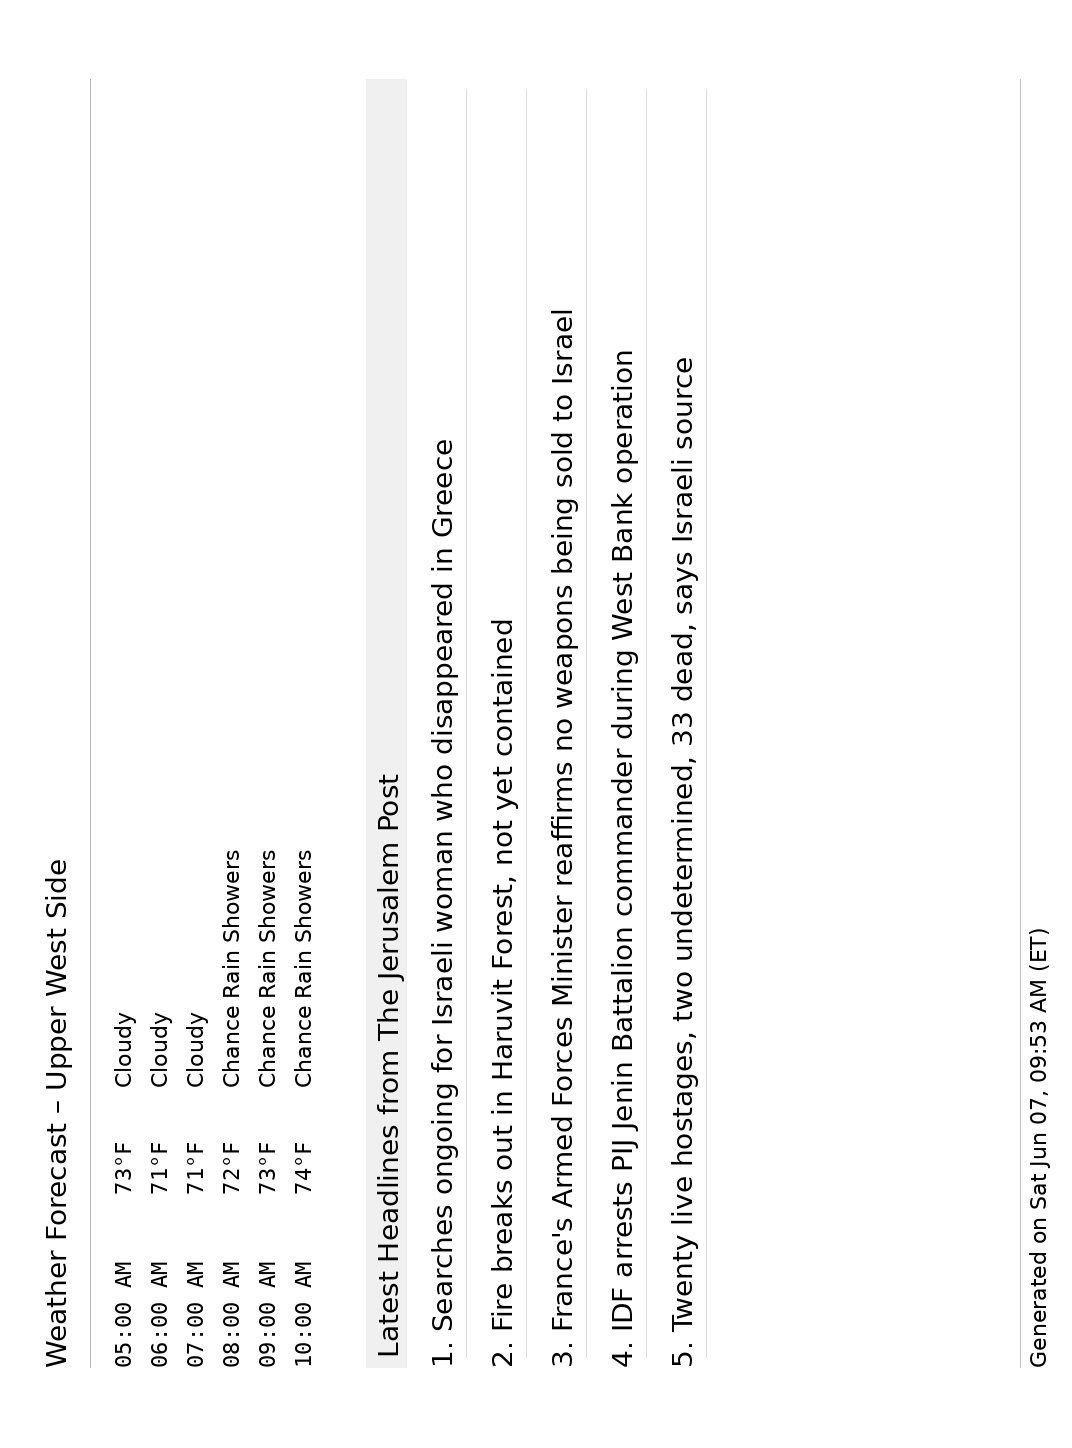 Weather Forecast – Upper West Side
05:00 AM 73°F Cloudy
06:00 AM 71°F Cloudy
07:00 AM 71°F Cloudy
08:00 AM 72°F Chance Rain Showers
09:00 AM 73°F Chance Rain Showers
10:00 AM 74°F Chance Rain Showers
Latest Headlines from The Jerusalem Post
1. Searches ongoing for Israeli woman who disappeared in Greece
2. Fire breaks out in Haruvit Forest, not yet contained
3. France's Armed Forces Minister reaffirms no weapons being sold to Israel
4. IDF arrests PIJ Jenin Battalion commander during West Bank operation
5. Twenty live hostages, two undetermined, 33 dead, says Israeli source
Generated on Sat Jun 07, 09:53 AM (ET)